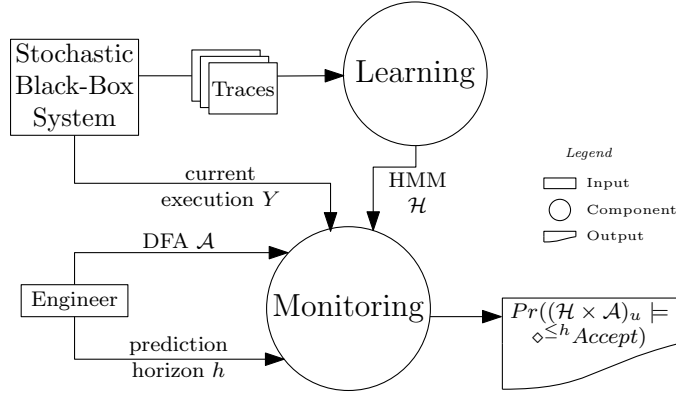 Stochastic
Black-Box
System
Traces
Learning
current
execution Y
HMM
ℋ
Legend
Input
Component
Output
DFA 𝒜
Engineer
Monitoring
prediction
horizon h
Pr((ℋ × 𝒜)ᵤ ⊨
◇≤ʰ Accept)